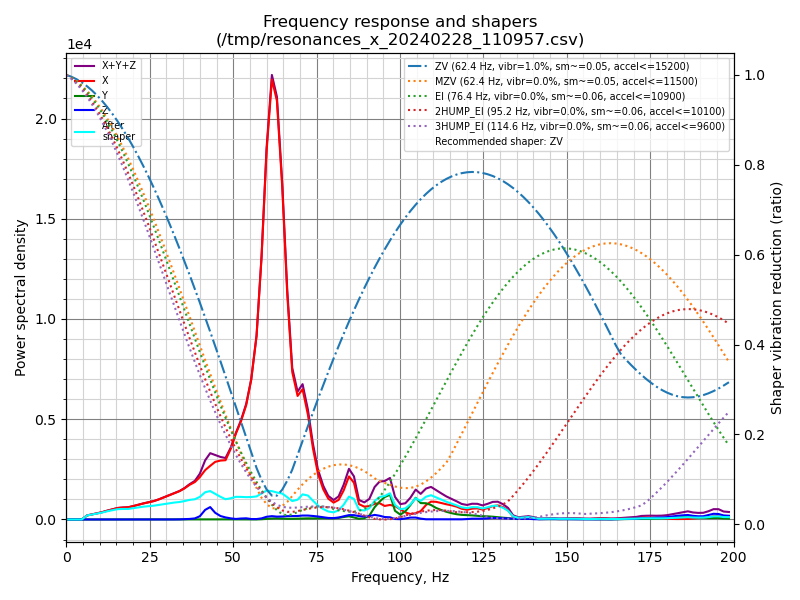 Frequency response and shapers
(/tmp/resonances_x_20240228_110957.csv)
1e4
X+Y+Z
X
Y
Z
After
shaper
ZV (62.4 Hz, vibr=1.0%, sm~=0.05, accel<=15200)
MZV (62.4 Hz, vibr=0.0%, sm~=0.05, accel<=11500)
EI (76.4 Hz, vibr=0.0%, sm~=0.06, accel<=10900)
2HUMP_EI (95.2 Hz, vibr=0.0%, sm~=0.06, accel<=10100)
3HUMP_EI (114.6 Hz, vibr=0.0%, sm~=0.06, accel<=9600)
Recommended shaper: ZV
Power spectral density
2.0
1.5
1.0
0.5
0.0
Shaper vibration reduction (ratio)
1.0
0.8
0.6
0.4
0.2
0.0
0 25 50 75 100 125 150 175 200
Frequency, Hz